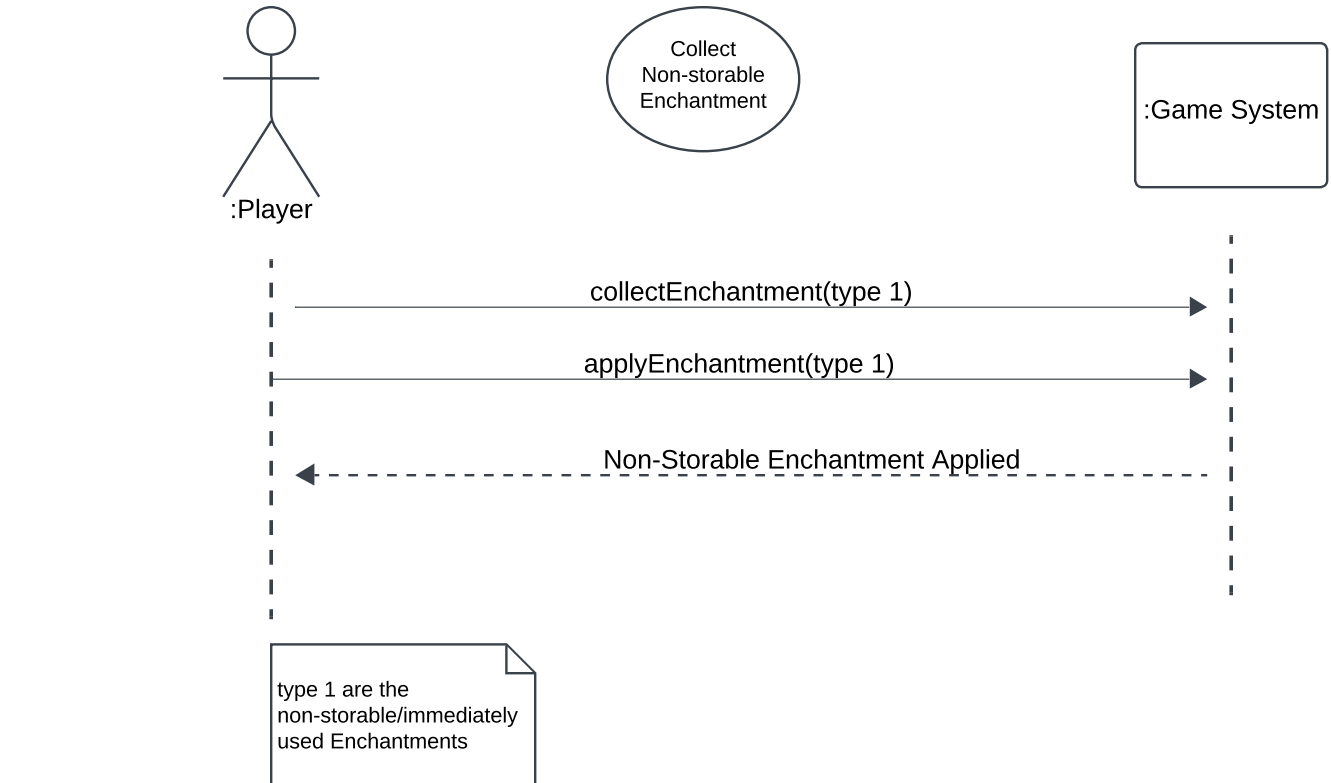 Collect
Non-storable
Enchantment
:Game System
:Player
collectEnchantment(type 1)
applyEnchantment(type 1)
Non-Storable Enchantment Applied
type 1 are the
non-storable/immediately
used Enchantments